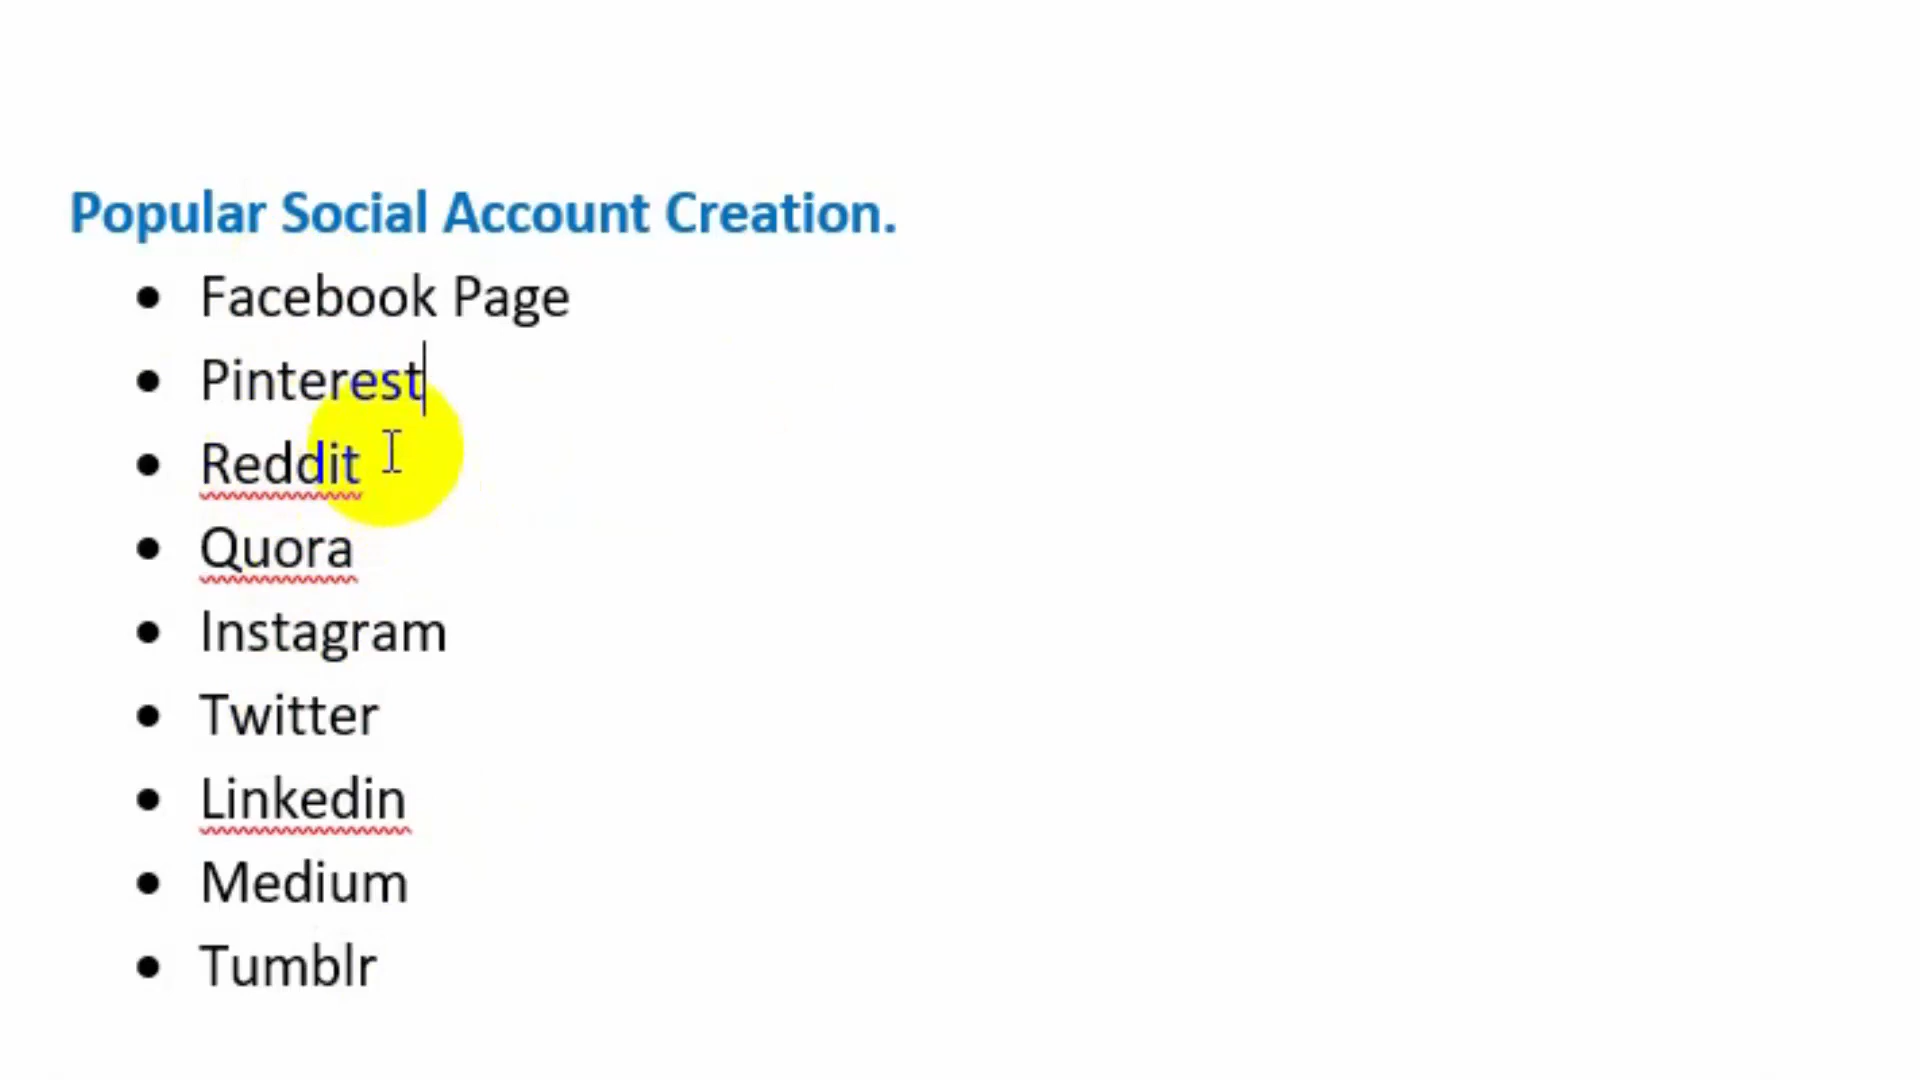 Popular Social Account Creation.
• Facebook Page
• Pinterest
• Reddit
• Quora
• Instagram
• Twitter
• Linkedin
• Medium
• Tumblr